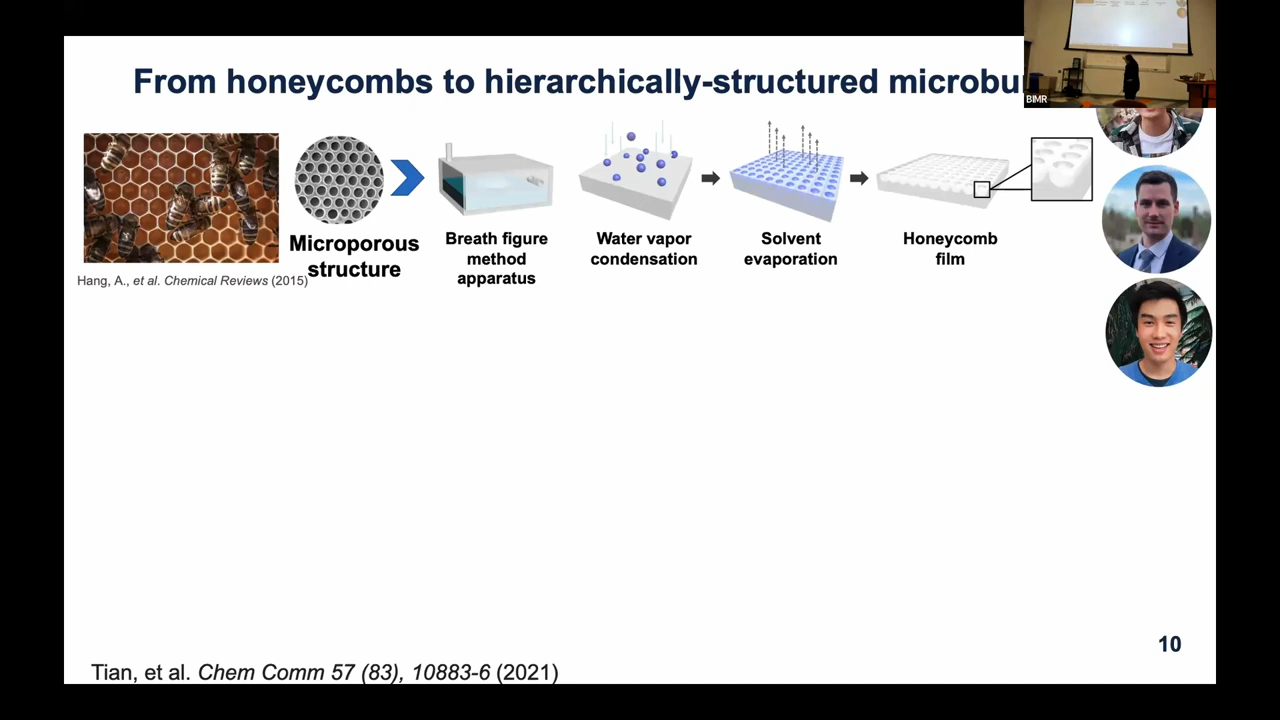 From honeycombs to hierarchically-structured
BIMR
Microporous
structure
Breath figure
method
apparatus
Water vapor
condensation
Solvent
evaporation
Honeycomb
film
Hang, A., et al. Chemical Reviews (2015)
10
Tian, et al. Chem Comm 57 (83), 10883-6 (2021)